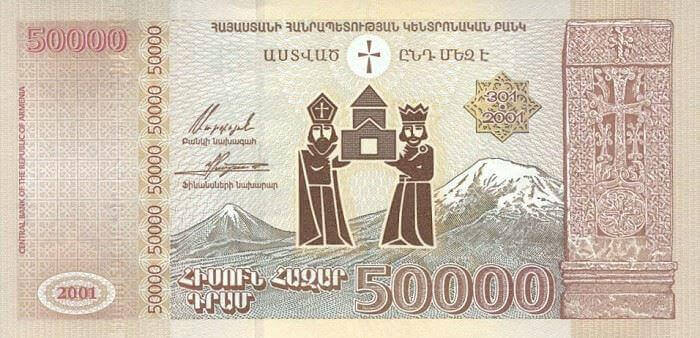 50000
50000
50000
50000
50000
ՀԱՅԱՍՏԱՆԻ ՀԱՆՐԱՊԵՏՈՒԹՅԱՆ ԿԵՆՏՐՈՆԱԿԱՆ ԲԱՆԿ
ԱՍՏՎԱԾ ԸՆԴ ՄԵԶ Է
301
2001
Բանկի նախագահ
Ֆինանսների նախարար
CENTRAL BANK OF THE REPUBLIC OF ARMENIA
2001
ՀԻՍՈՒՆ ՀԱԶԱՐ
ԴՐԱՄ
50000